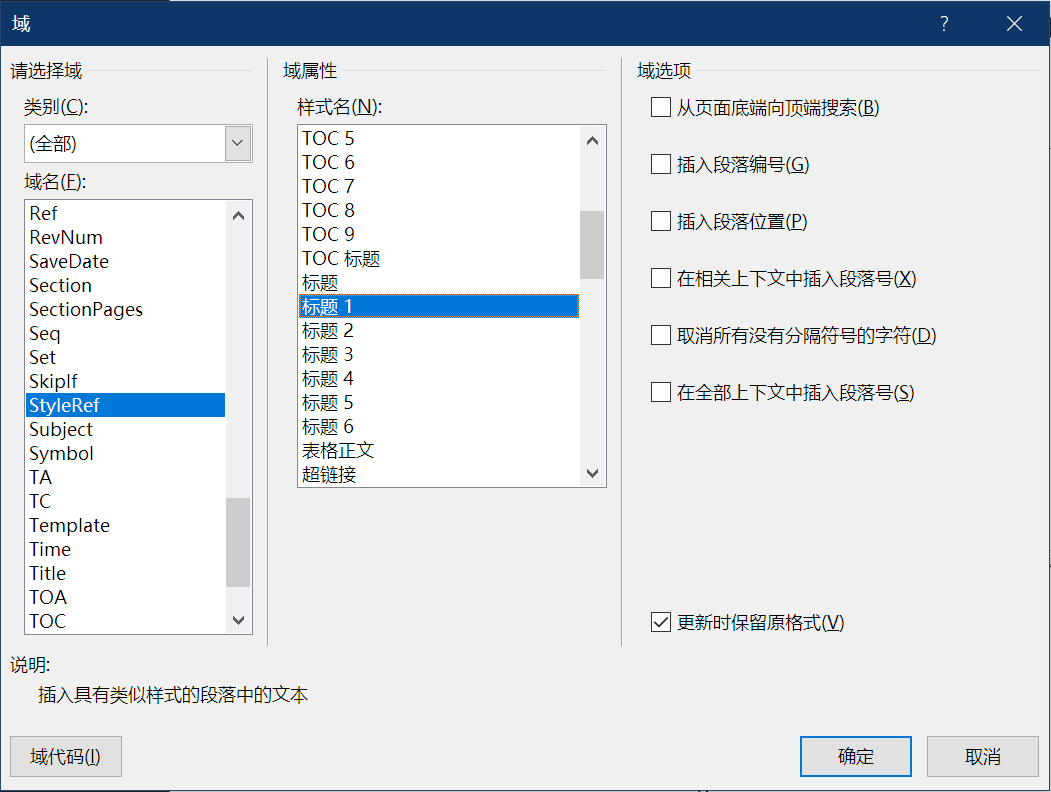 域
?
请选择域
类别(C):
(全部)
域名(F):
Ref
RevNum
SaveDate
Section
SectionPages
Seq
Set
SkipIf
StyleRef
Subject
Symbol
TA
TC
Template
Time
Title
TOA
TOC
域属性
样式名(N):
TOC 5
TOC 6
TOC 7
TOC 8
TOC 9
TOC 标题
标题
标题 1
标题 2
标题 3
标题 4
标题 5
标题 6
表格正文
超链接
域选项
从页面底端向顶端搜索(B)
插入段落编号(G)
插入段落位置(P)
在相关上下文中插入段落号(X)
取消所有没有分隔符号的字符(D)
在全部上下文中插入段落号(S)
更新时保留原格式(V)
说明:
插入具有类似样式的段落中的文本
域代码(I)
确定
取消